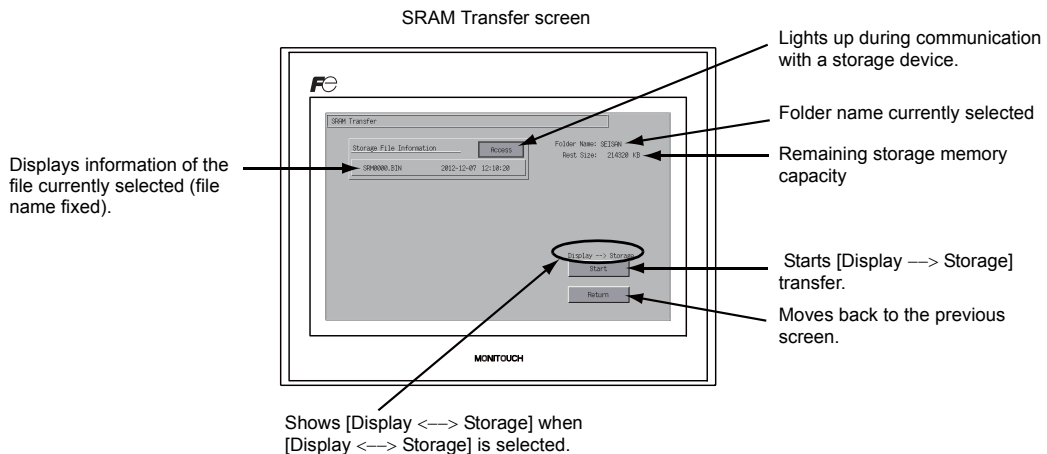 SRAM Transfer screen
Lights up during communication
with a storage device.
Fe
SRAM Transfer
Folder name currently selected
Storage File Information
Access
Folder Name: SEISAN
Rest Size: 214320 KB
Remaining storage memory
capacity
Displays information of the
file currently selected (file
name fixed).
SRM0000.BIN 2012-12-07 12:10:20
Display --> Storage
Start
Starts [Display −−> Storage]
transfer.
Return
Moves back to the previous
screen.
MONITOUCH
Shows [Display <−−> Storage] when
[Display <−−> Storage] is selected.